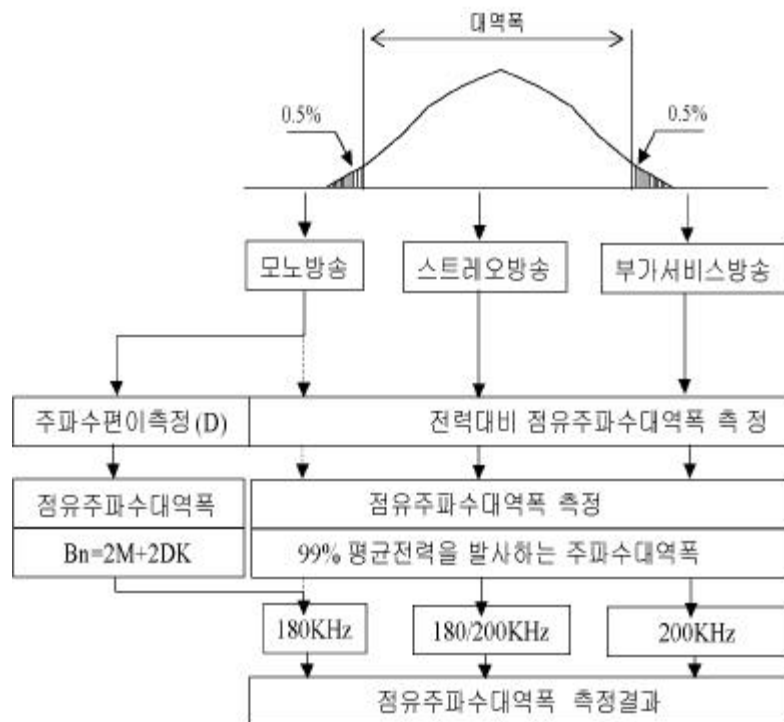 대역폭
0.5%
0.5%
모노방송
스트레오방송
부가서비스방송
주파수편이측정(D)
전력대비 점유주파수대역폭 측 정
점유주파수대역폭
점유주파수대역폭 측정
Bn=2M+2DK
99% 평균전력을 발사하는 주파수대역폭
180KHz
180/200KHz
200KHz
점유주파수대역폭 측정결과